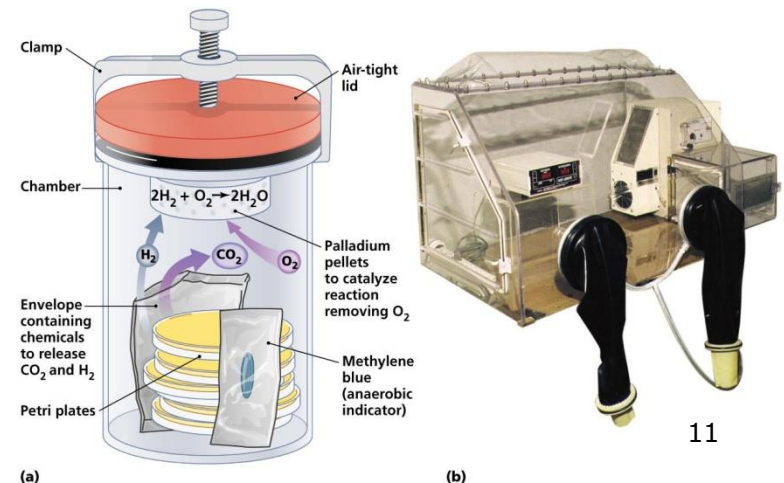 Clamp
Air-tight
lid
Chamber
2H₂ + O₂→2H₂O
H₂
CO₂
O₂
Palladium
pellets
to catalyze
reaction
removing O₂
Envelope
containing
chemicals
to release
CO₂ and H₂
Methylene
blue
(anaerobic
indicator)
Petri plates
11
(a)
(b)